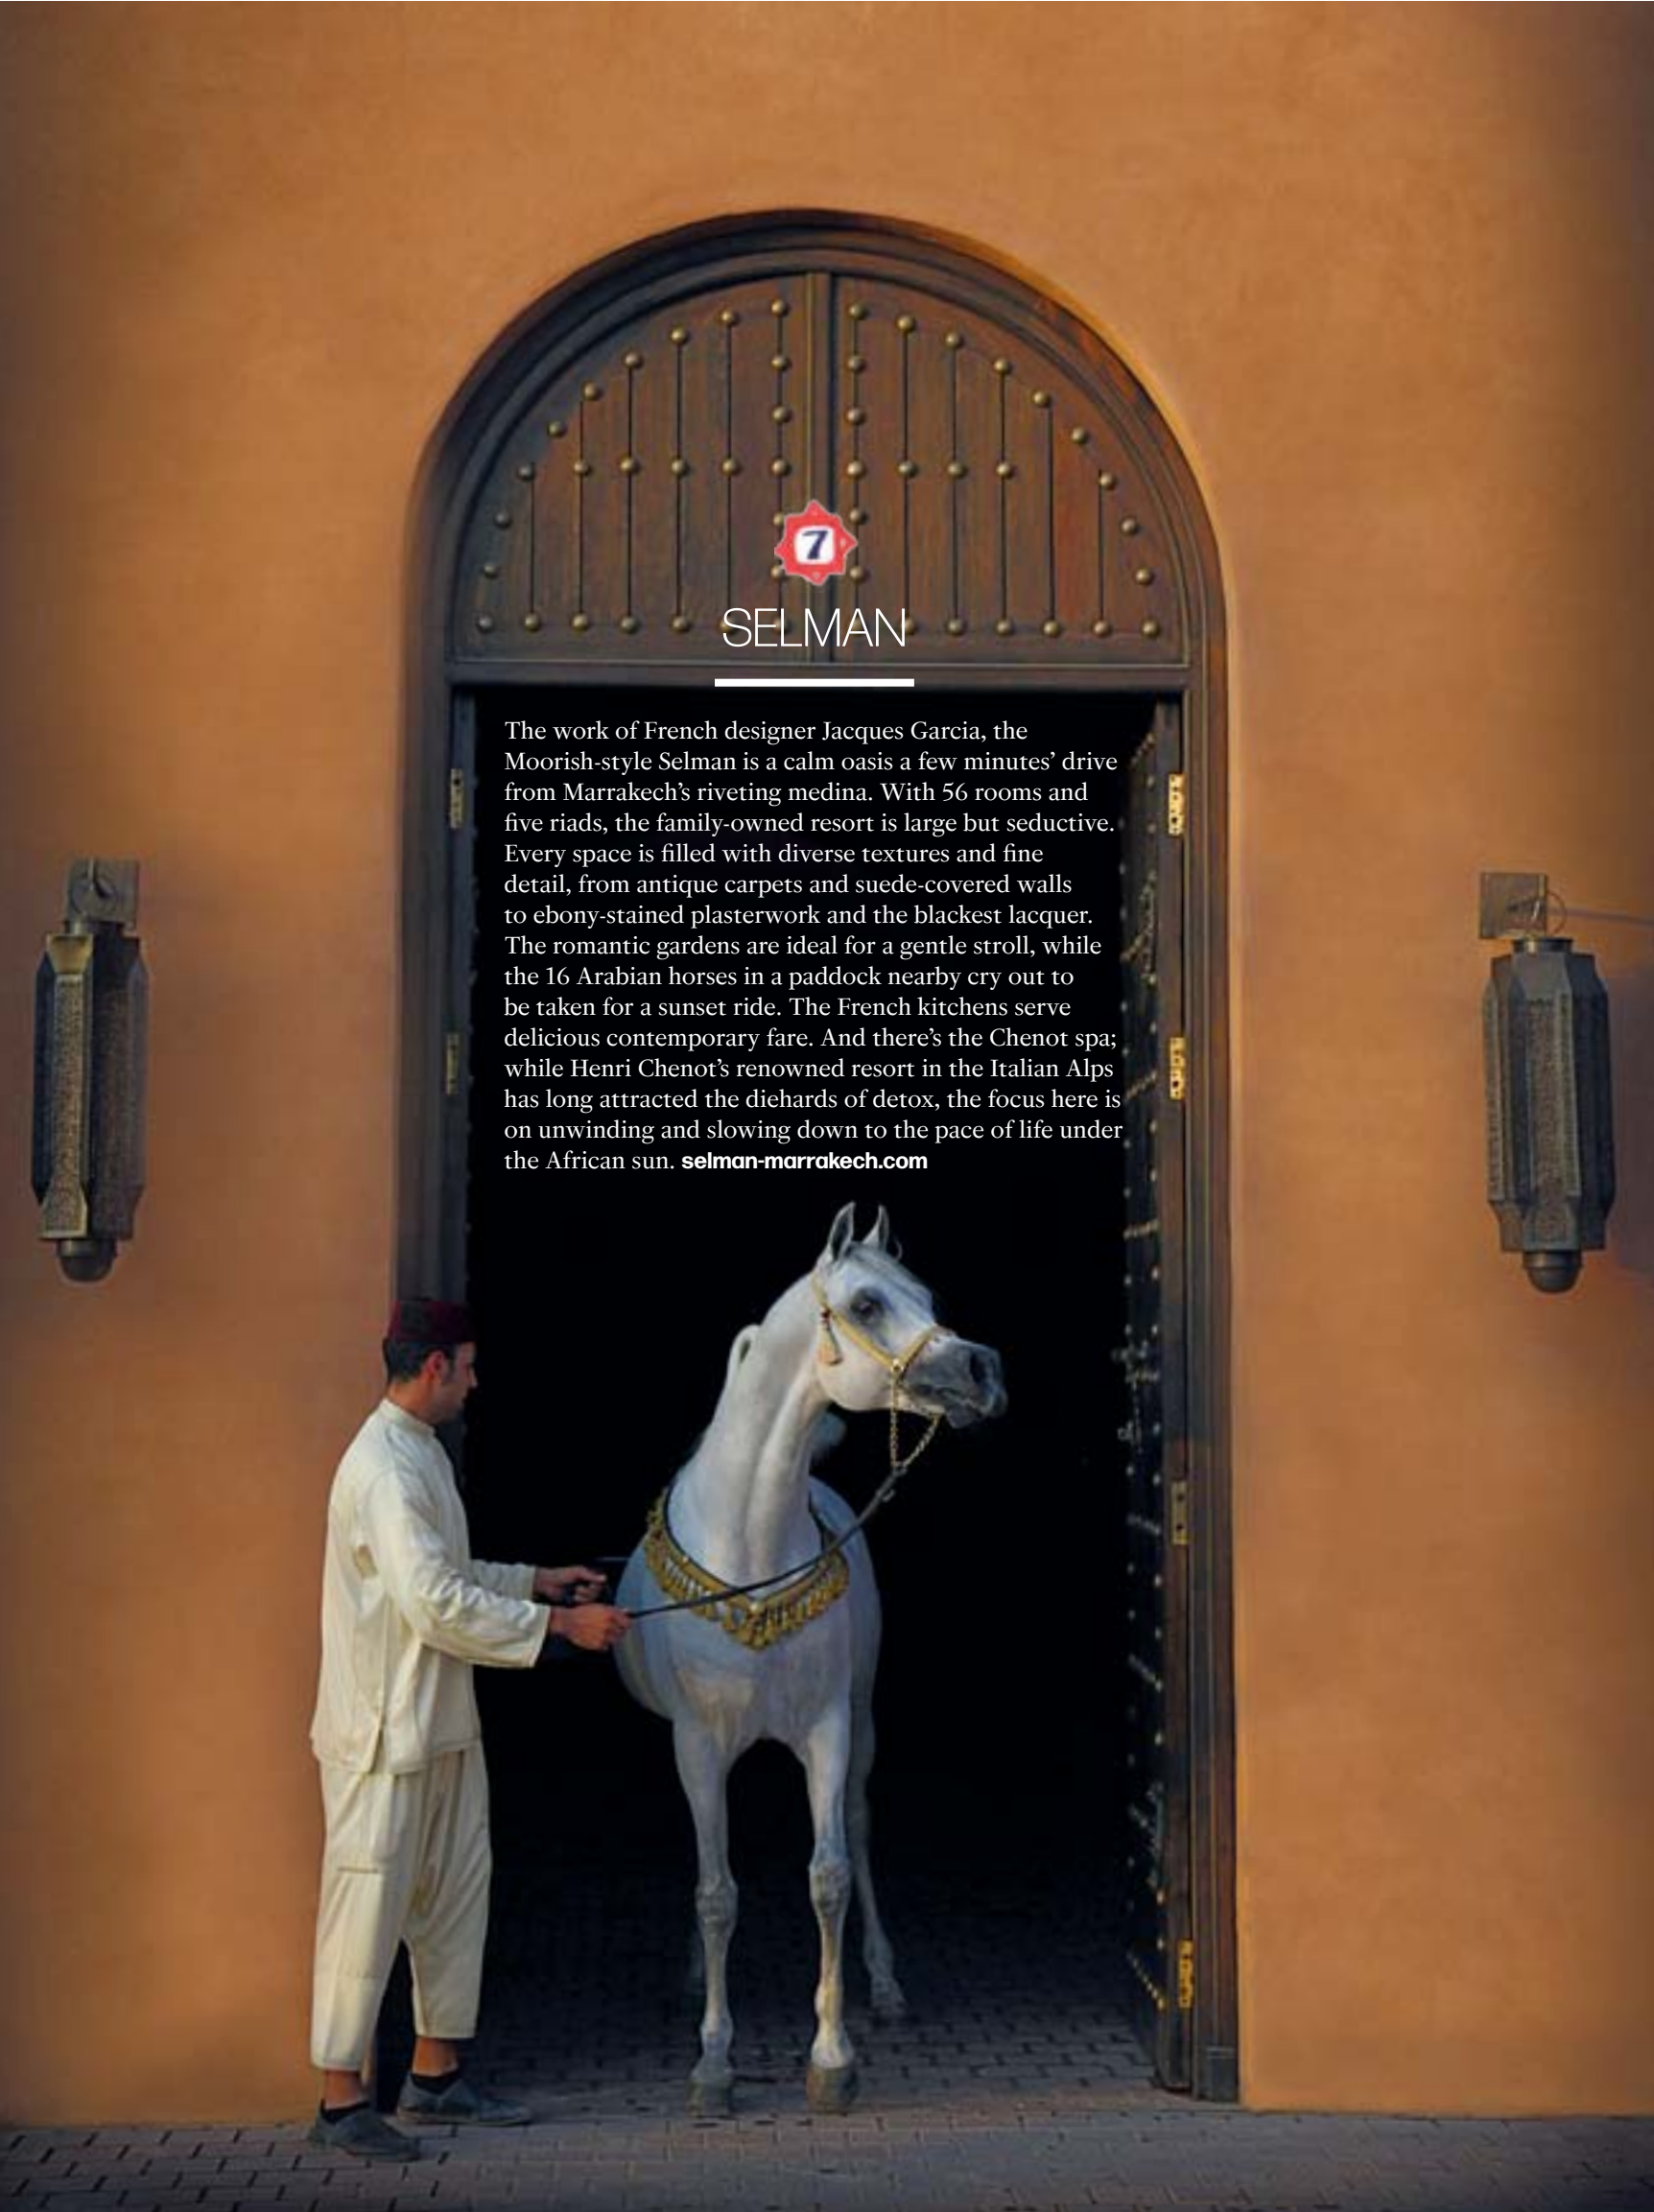 7
SELMAN
The work of French designer Jacques Garcia, the
Moorish-style Selman is a calm oasis a few minutes’ drive
from Marrakech’s riveting medina. With 56 rooms and
five riads, the family-owned resort is large but seductive.
Every space is filled with diverse textures and fine
detail, from antique carpets and suede-covered walls
to ebony-stained plasterwork and the blackest lacquer.
The romantic gardens are ideal for a gentle stroll, while
the 16 Arabian horses in a paddock nearby cry out to
be taken for a sunset ride. The French kitchens serve
delicious contemporary fare. And there’s the Chenot spa;
while Henri Chenot’s renowned resort in the Italian Alps
has long attracted the diehards of detox, the focus here is
on unwinding and slowing down to the pace of life under
the African sun. selman-marrakech.com